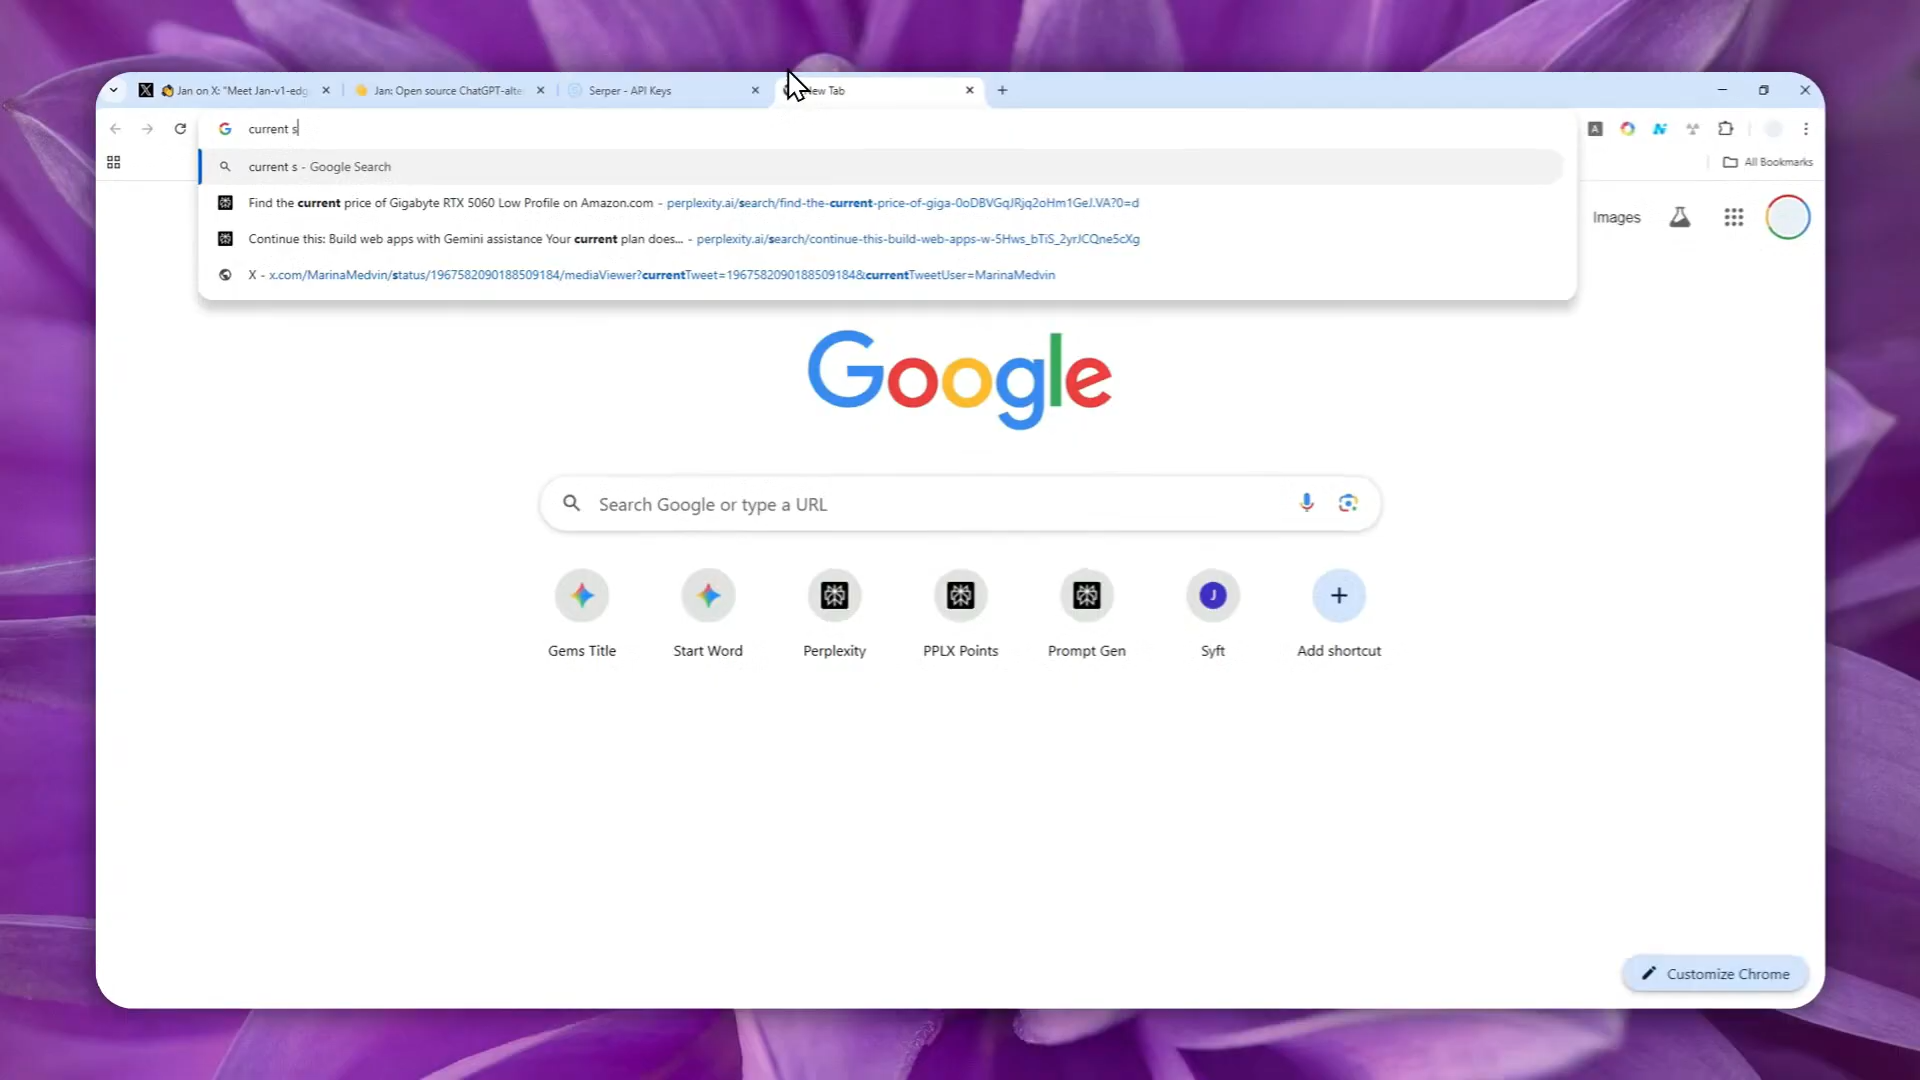 Jan on X: "Meet Jan-v1-edg
Jan: Open source ChatGPT-alte
Serper - API Keys
New Tab
current s
A
current s - Google Search
All Bookmarks
Find the current price of Gigabyte RTX 5060 Low Profile on Amazon.com - perplexity.ai/search/find-the-current-price-of-giga-0oDBVGqJRjq2oHm1GeJ.VA?0=d
Continue this: Build web apps with Gemini assistance Your current plan does... - perplexity.ai/search/continue-this-build-web-apps-w-5Hws_bTiS_2yrJCQne5cXg
X - x.com/MarinaMedvin/status/1967582090188509184/mediaViewer?currentTweet=1967582090188509184&currentTweetUser=MarinaMedvin
Images
Google
Search Google or type a URL
J
Gems Title
Start Word
Perplexity
PPLX Points
Prompt Gen
Syft
Add shortcut
Customize Chrome